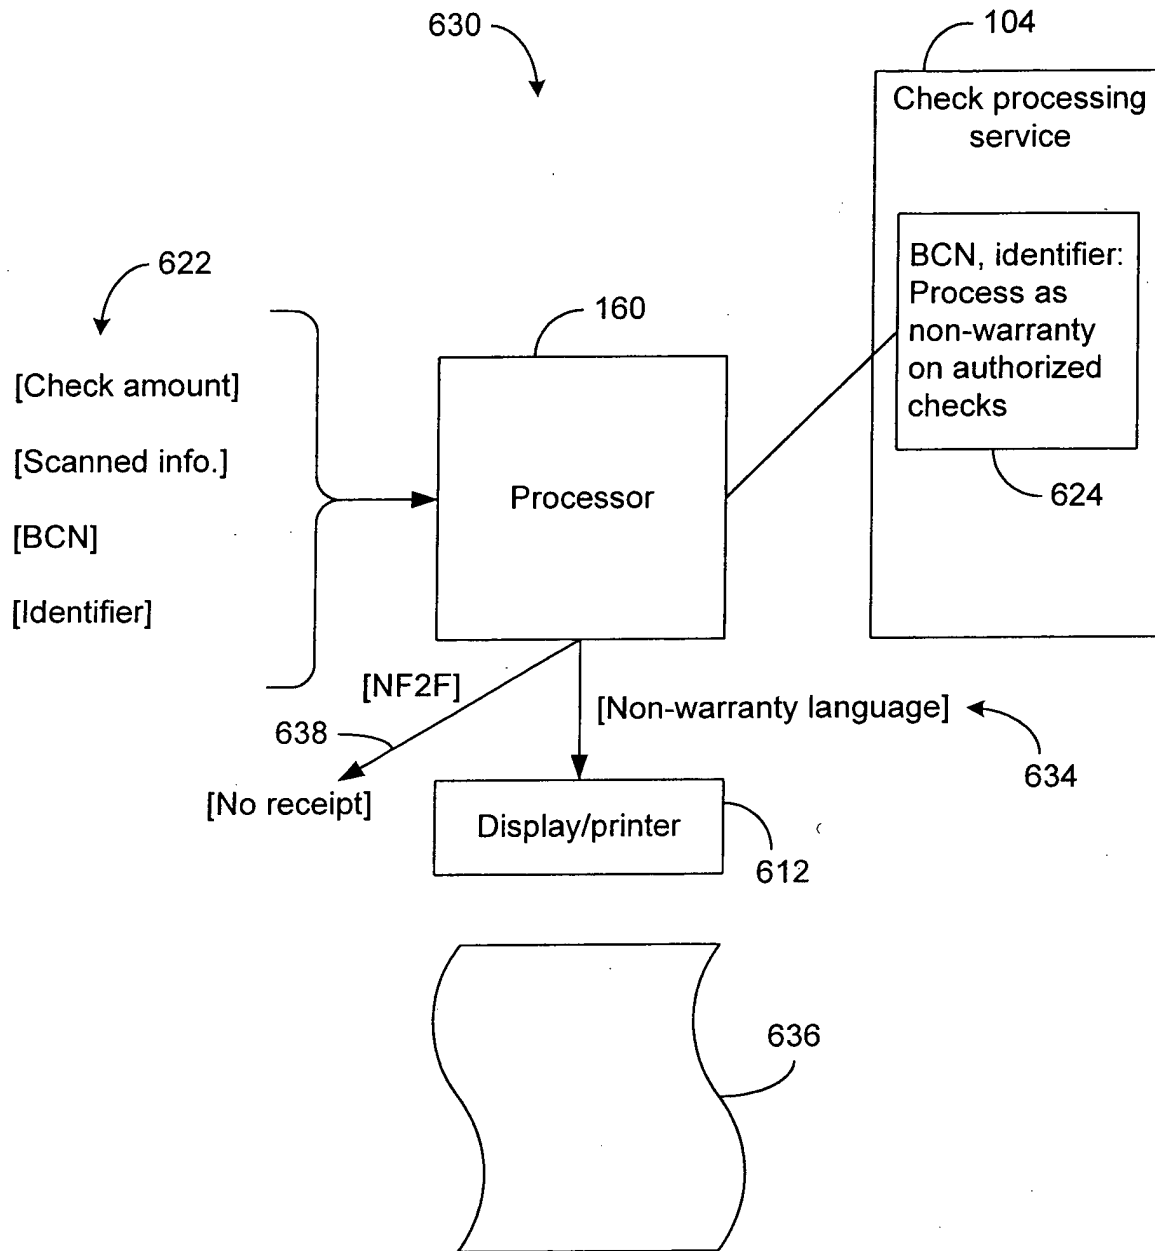 630
104
Check processing
service
622
160
BCN, identifier:
Process as
non-warranty
on authorized
checks
[Check amount]
[Scanned info.]
Processor
624
[BCN]
[Identifier]
[NF2F]
[Non-warranty language]
638
634
[No receipt]
Display/printer
612
636